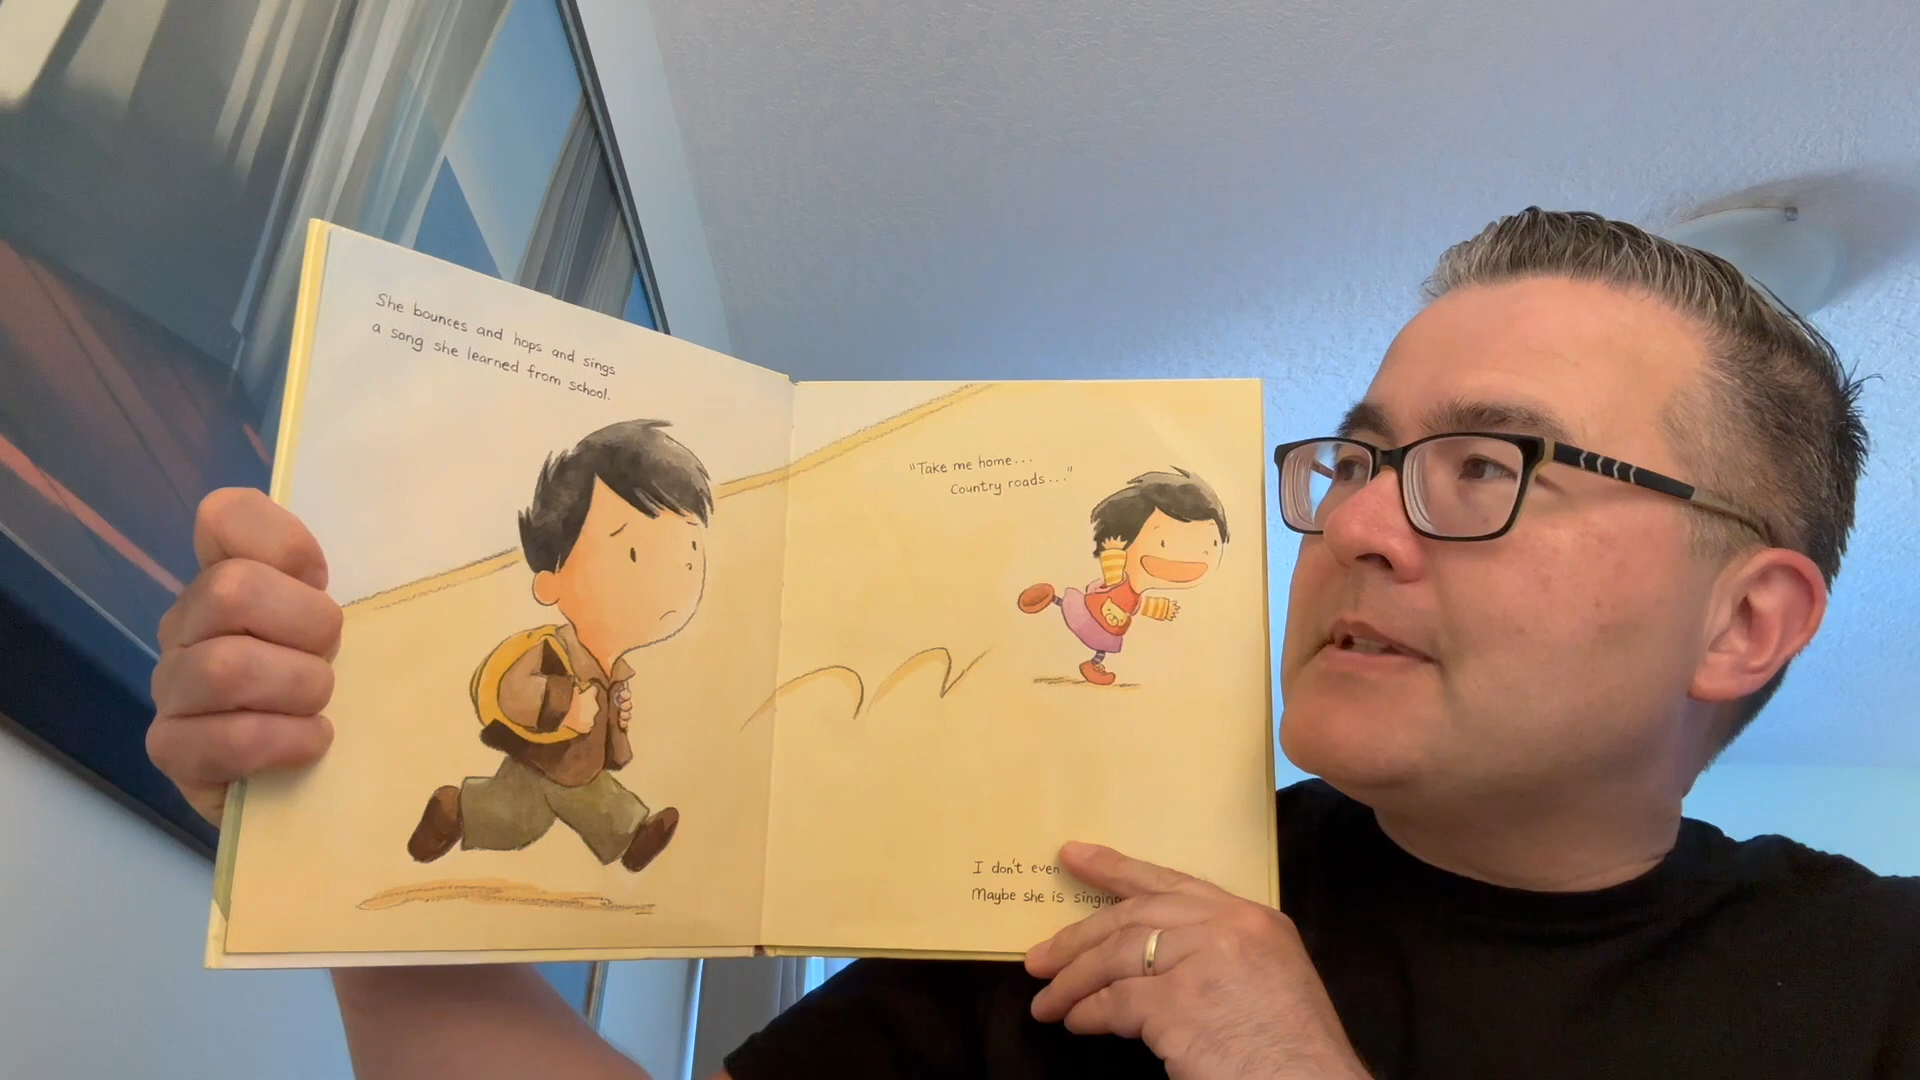 She bounces and hops and sings
a song she learned from school.
"Take me home...
Country roads..."
I don't even
Maybe she is singing